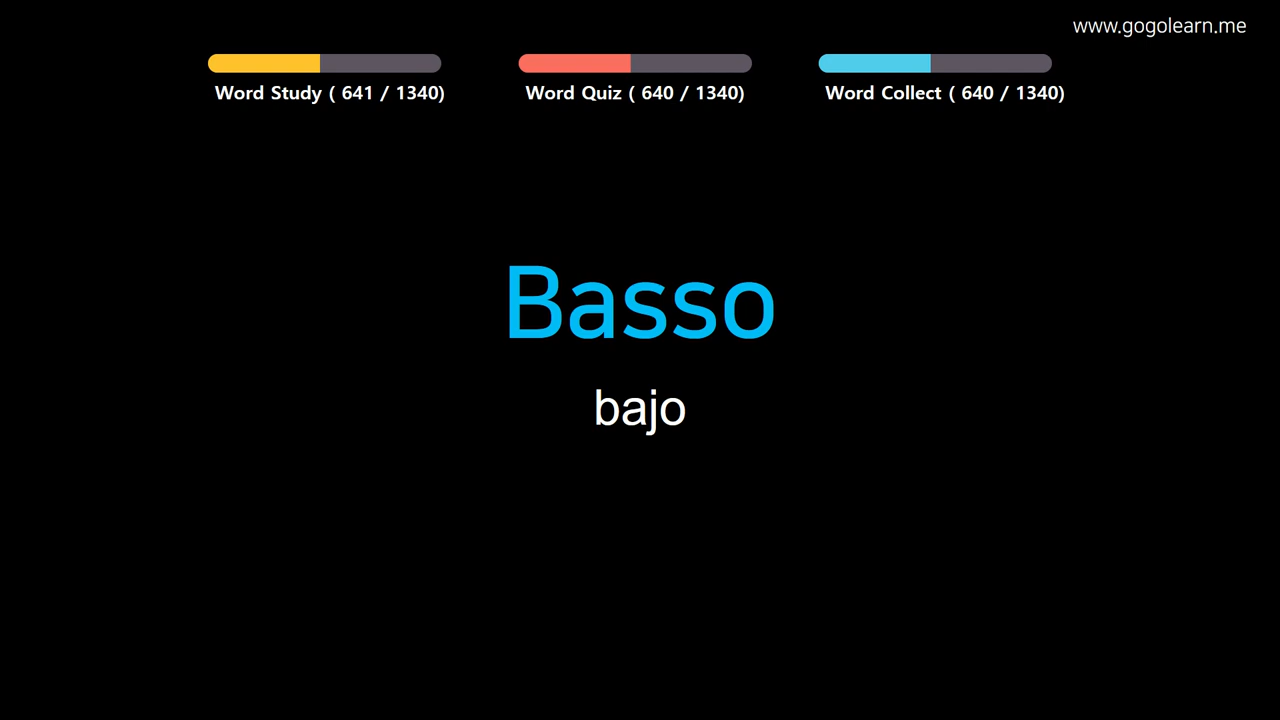 www.gogolearn.me
Word Study ( 641 / 1340)
Word Quiz ( 640 / 1340)
Word Collect ( 640 / 1340)
Basso
bajo